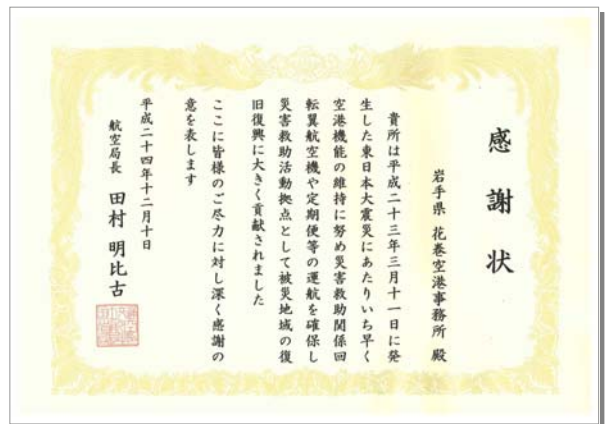 感謝状
岩手県 花巻空港事務所 殿
貴所は平成二十三年三月十一日に発
生した東日本大震災にあたりいち早く
空港機能の維持に努め災害救助関係回
転翼航空機や定期便等の運航を確保し
災害救助活動拠点として被災地域の復
旧復興に大きく貢献されました
ここに皆様のご尽力に対し深く感謝の
意を表します
平成二十四年十二月十日
航空局長 田村 明比古